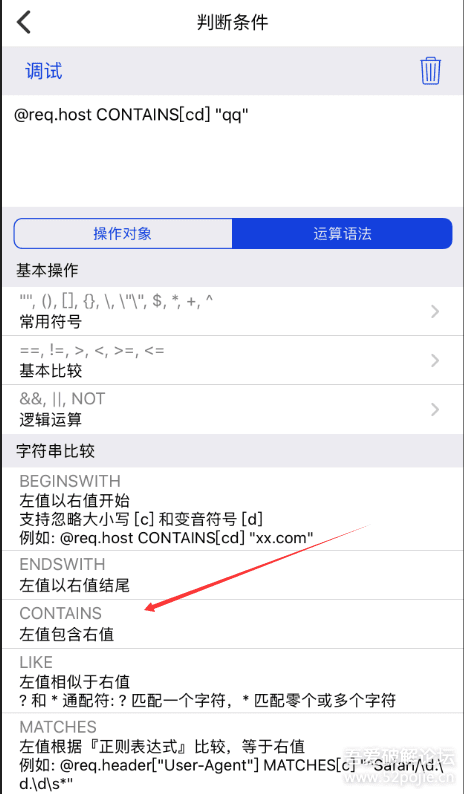 判断条件
调试
@req.host CONTAINS[cd] "qq"
操作对象
运算语法
基本操作
"", (), [], {}, \, \"\", $, *, +, ^
常用符号
==, !=, >, <, >=, <=
基本比较
&&, ||, NOT
逻辑运算
字符串比较
BEGINSWITH
左值以右值开始
支持忽略大小写 [c] 和变音符号 [d]
例如: @req.host CONTAINS[cd] "xx.com"
ENDSWITH
左值以右值结尾
CONTAINS
左值包含右值
LIKE
左值相似于右值
? 和 * 通配符: ? 匹配一个字符，* 匹配零个或多个字符
MATCHES
左值根据『正则表达式』比较，等于右值
例如: @req.header["User-Agent"] MATCHES[c] "^Safari/\d.\
d.\d\s*"
吾爱破解论坛
www.52pojie.cn